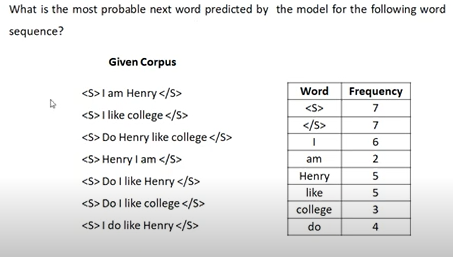 What is the most probable next word predicted by the model for the following word
sequence?
Given Corpus
<S> I am Henry </S>
<S> I like college </S>
<S> Do Henry like college </S>
<S> Henry I am </S>
<S> Do I like Henry </S>
<S> Do I like college </S>
<S> I do like Henry </S>
Word Frequency
<S> 7
</S> 7
I 6
am 2
Henry 5
like 5
college 3
do 4